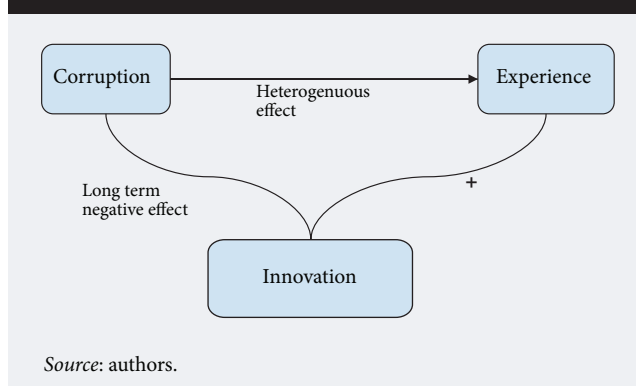 Corruption
Experience
Heterogenuous
effect
Long term
negative effect
+
Innovation
Source: authors.